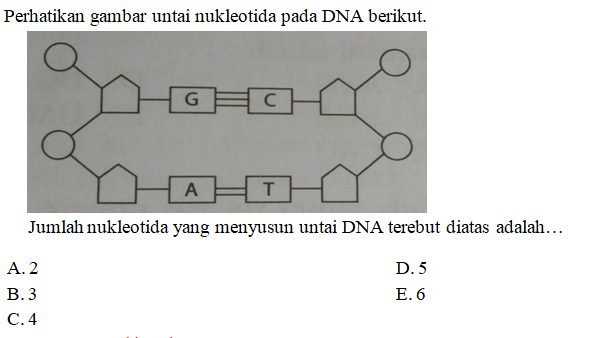 Perhatikan gambar untai nukleotida pada DNA berikut.
G C
A T
Jumlah nukleotida yang menyusun untai DNA terebut diatas adalah...
A. 2 D. 5
B. 3 E. 6
C. 4